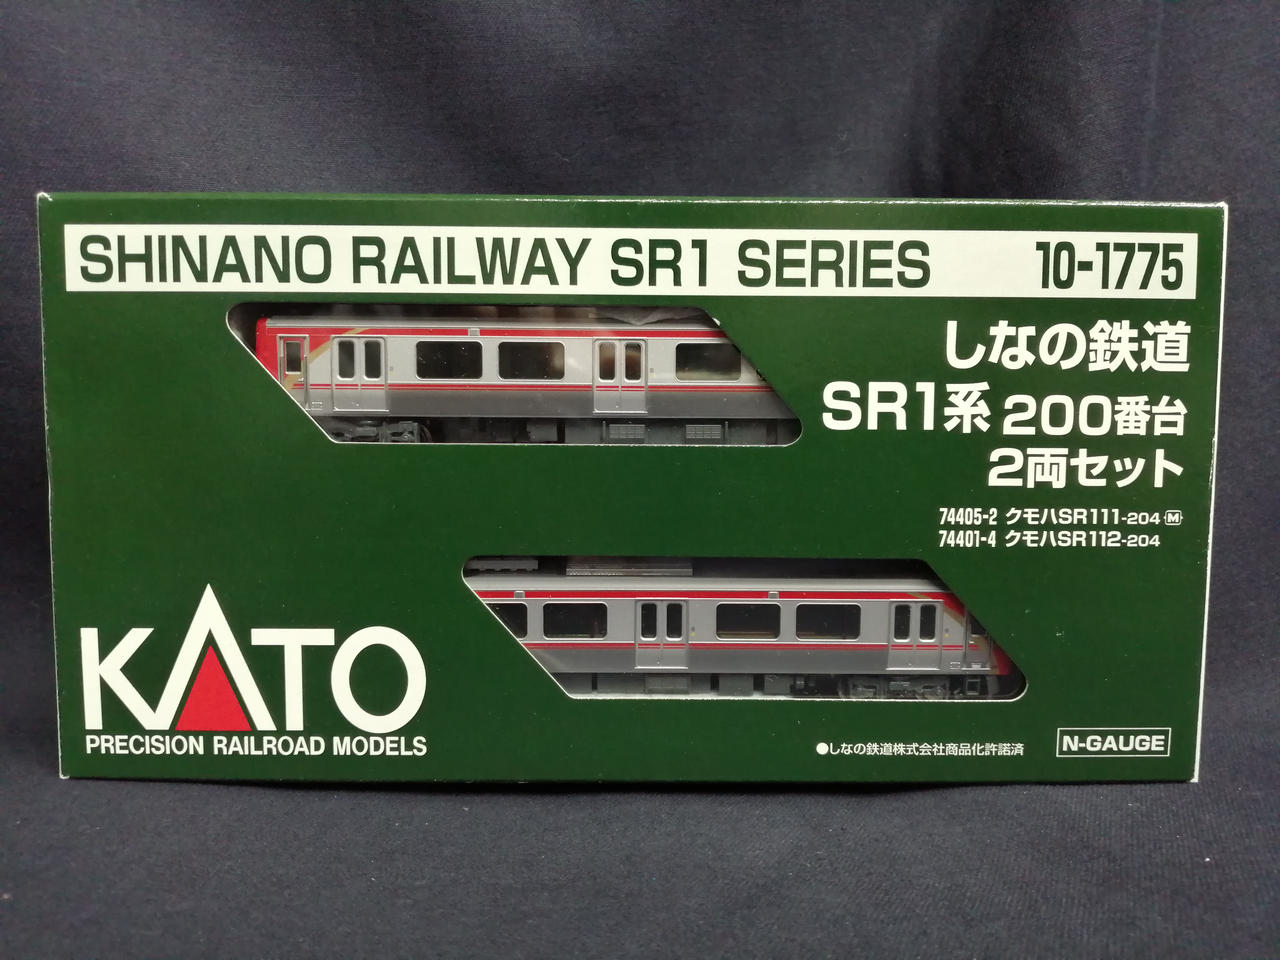 SHINANO RAILWAY SR1 SERIES 10-1775
しなの鉄道
SR1系 200番台
2両セット
74405-2 クモハSR111-204 M
74401-4 クモハSR112-204
KATO
PRECISION RAILROAD MODELS
●しなの鉄道株式会社商品化許諾済
N-GAUGE